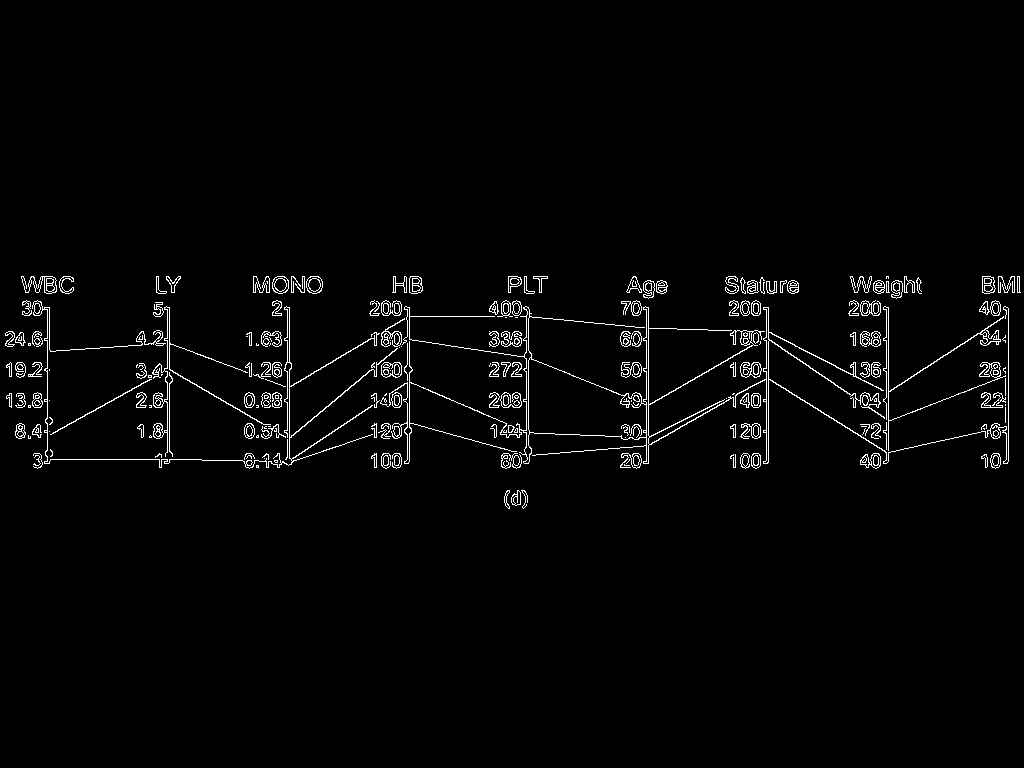 WBC LY MONO HB PLT Age Stature Weight BMI
30 5 2 200 400 70 200 200 40
24.6 4.2 1.63 180 336 60 180 168 34
19.2 3.4 1.26 160 272 50 160 136 28
13.8 2.6 0.88 140 208 40 140 104 22
8.4 1.8 0.51 120 144 30 120 72 16
3 1 0.14 100 80 20 100 40 10
(d)